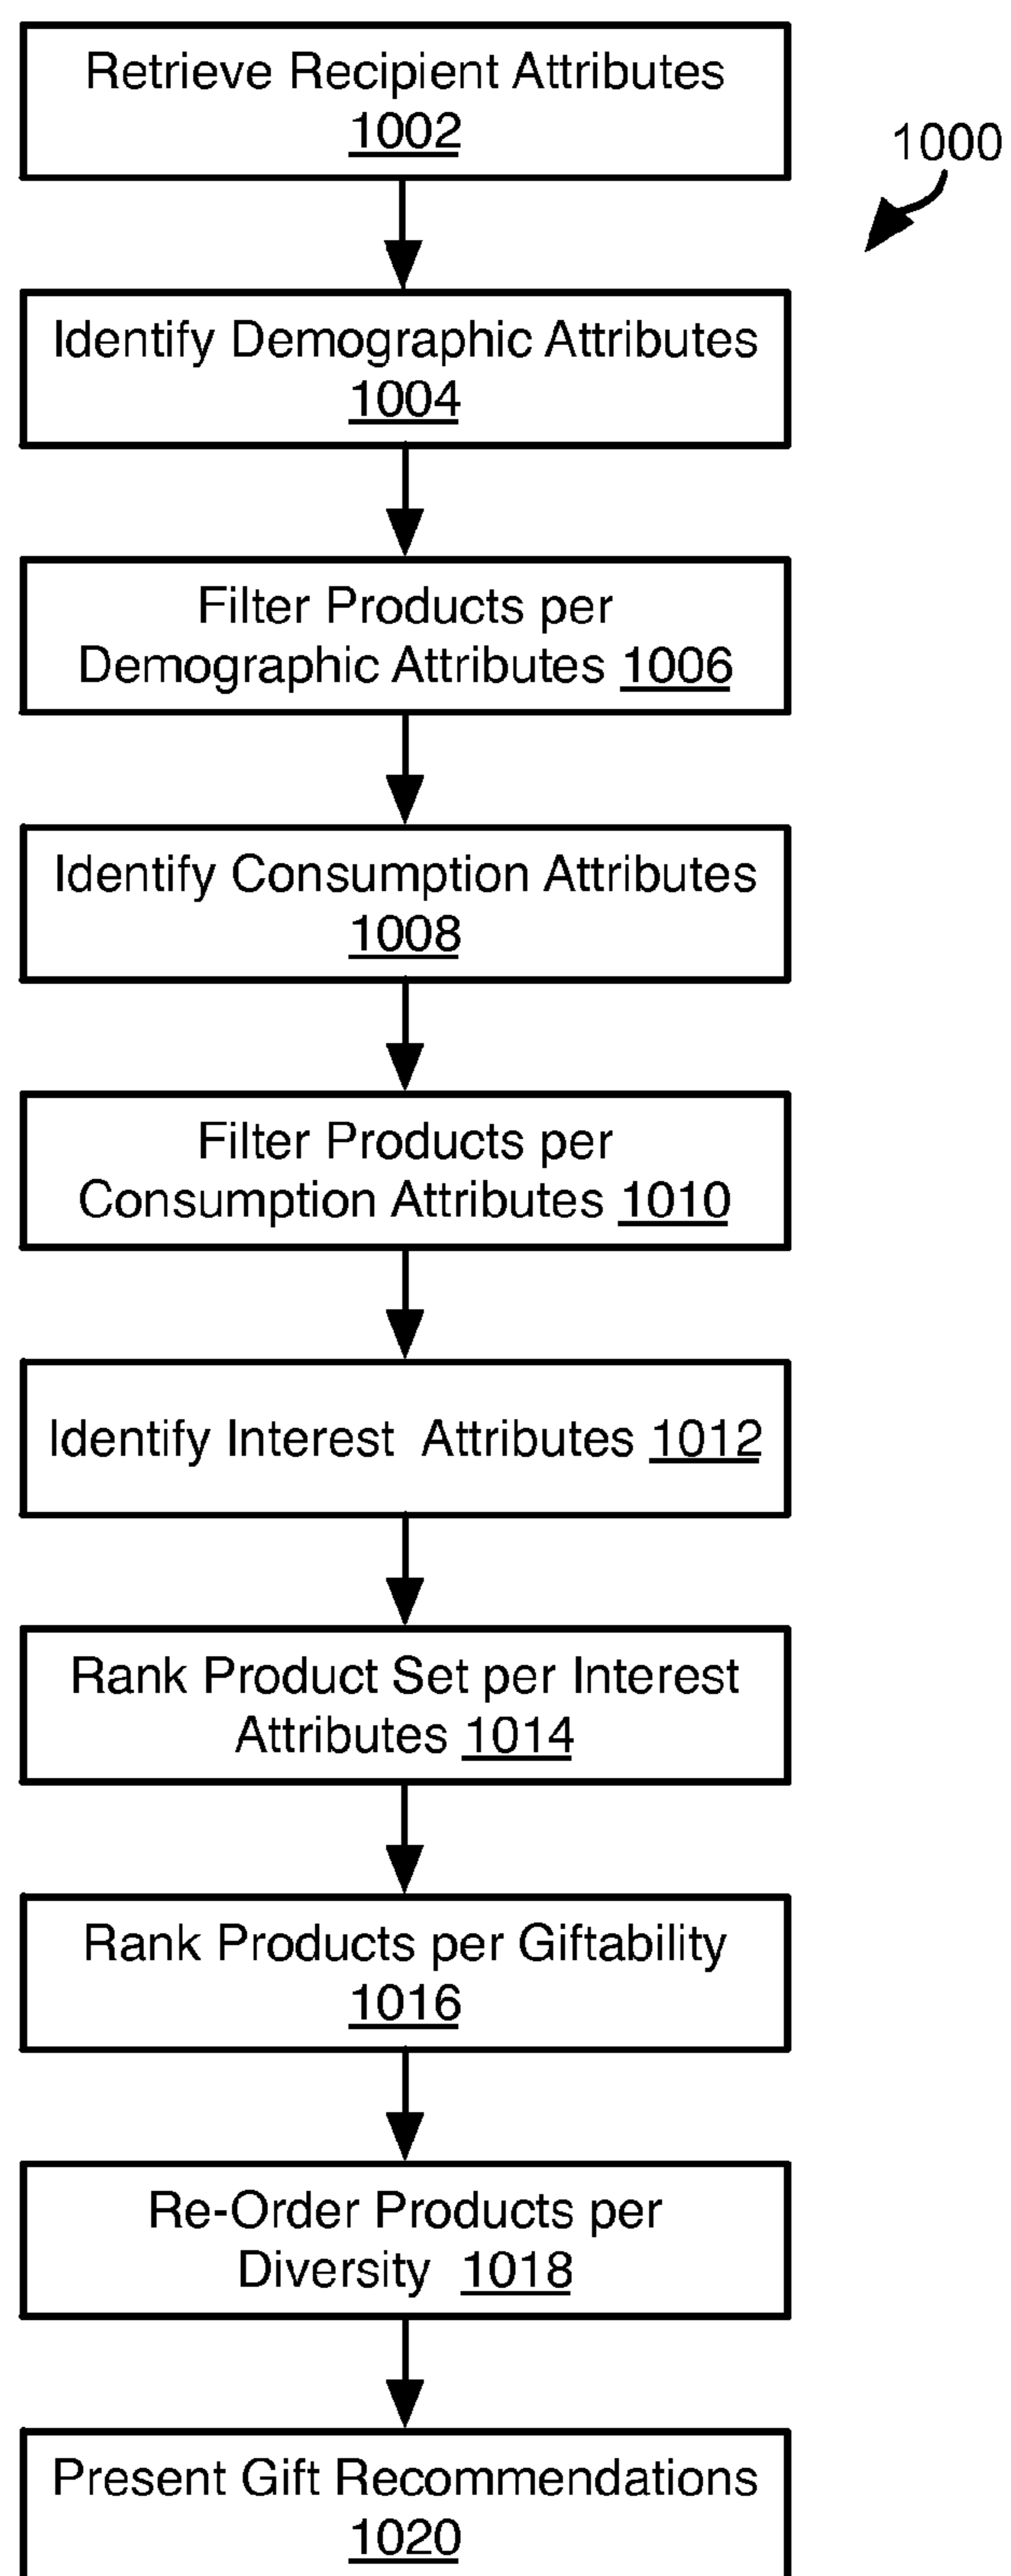 Retrieve Recipient Attributes
1002
1000
Identify Demographic Attributes
1004
Filter Products per
Demographic Attributes 1006
Identify Consumption Attributes
1008
Filter Products per
Consumption Attributes 1010
Identify Interest Attributes 1012
Rank Product Set per Interest
Attributes 1014
Rank Products per Giftability
1016
Re-Order Products per
Diversity 1018
Present Gift Recommendations
1020